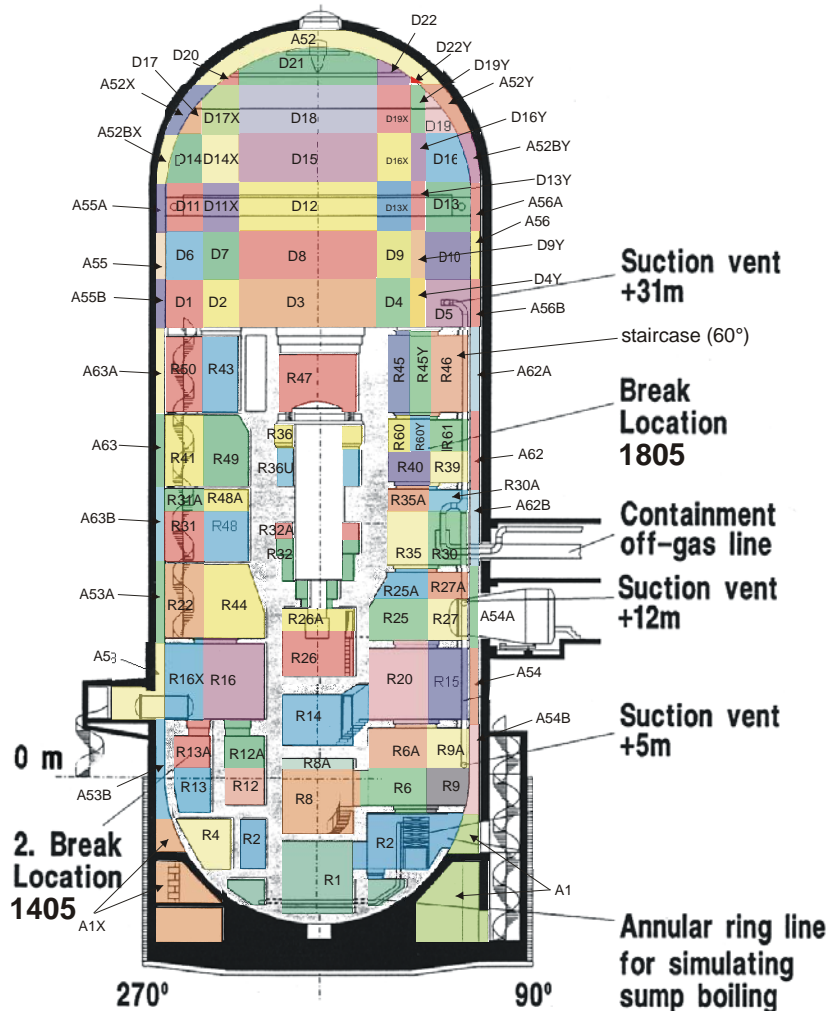 D22
A52
D20
D21
D22Y
D17
D19Y
A52X
A52Y
D17X
D18
D19X
D19
D16Y
A52BX
D14
D14X
D15
D16X
D16
A52BY
D13Y
A55A
D11
D11X
D12
D13X
D13
A56A
A56
A55
D6
D7
D8
D9
D10
D9Y
D4Y
Suction vent
+31m
A55B
D1
D2
D3
D4
D5
A56B
staircase (60°)
A63A
R50
R43
R47
R45
R45Y
R46
A62A
Break
Location
1805
A63
R41
R49
R36
R36U
R60
R60Y
R61
R40
R39
A62
R30A
A63B
R31A
R48A
R31
R48
R32A
R32
R35A
R35
R30
A62B
Containment
off-gas line
A53A
R22
R44
R26A
R26
R25A
R25
R27A
R27
A54A
Suction vent
+12m
A53
R16X
R16
R14
R20
R15
A54
A54B
Suction vent
+5m
0 m
R13A
R12A
R8A
R6A
R9A
A53B
R13
R12
R8
R6
R9
2. Break
Location
1405
R4
R2
R2
R1
A1
A1X
Annular ring line
for simulating
sump boiling
270°
90°